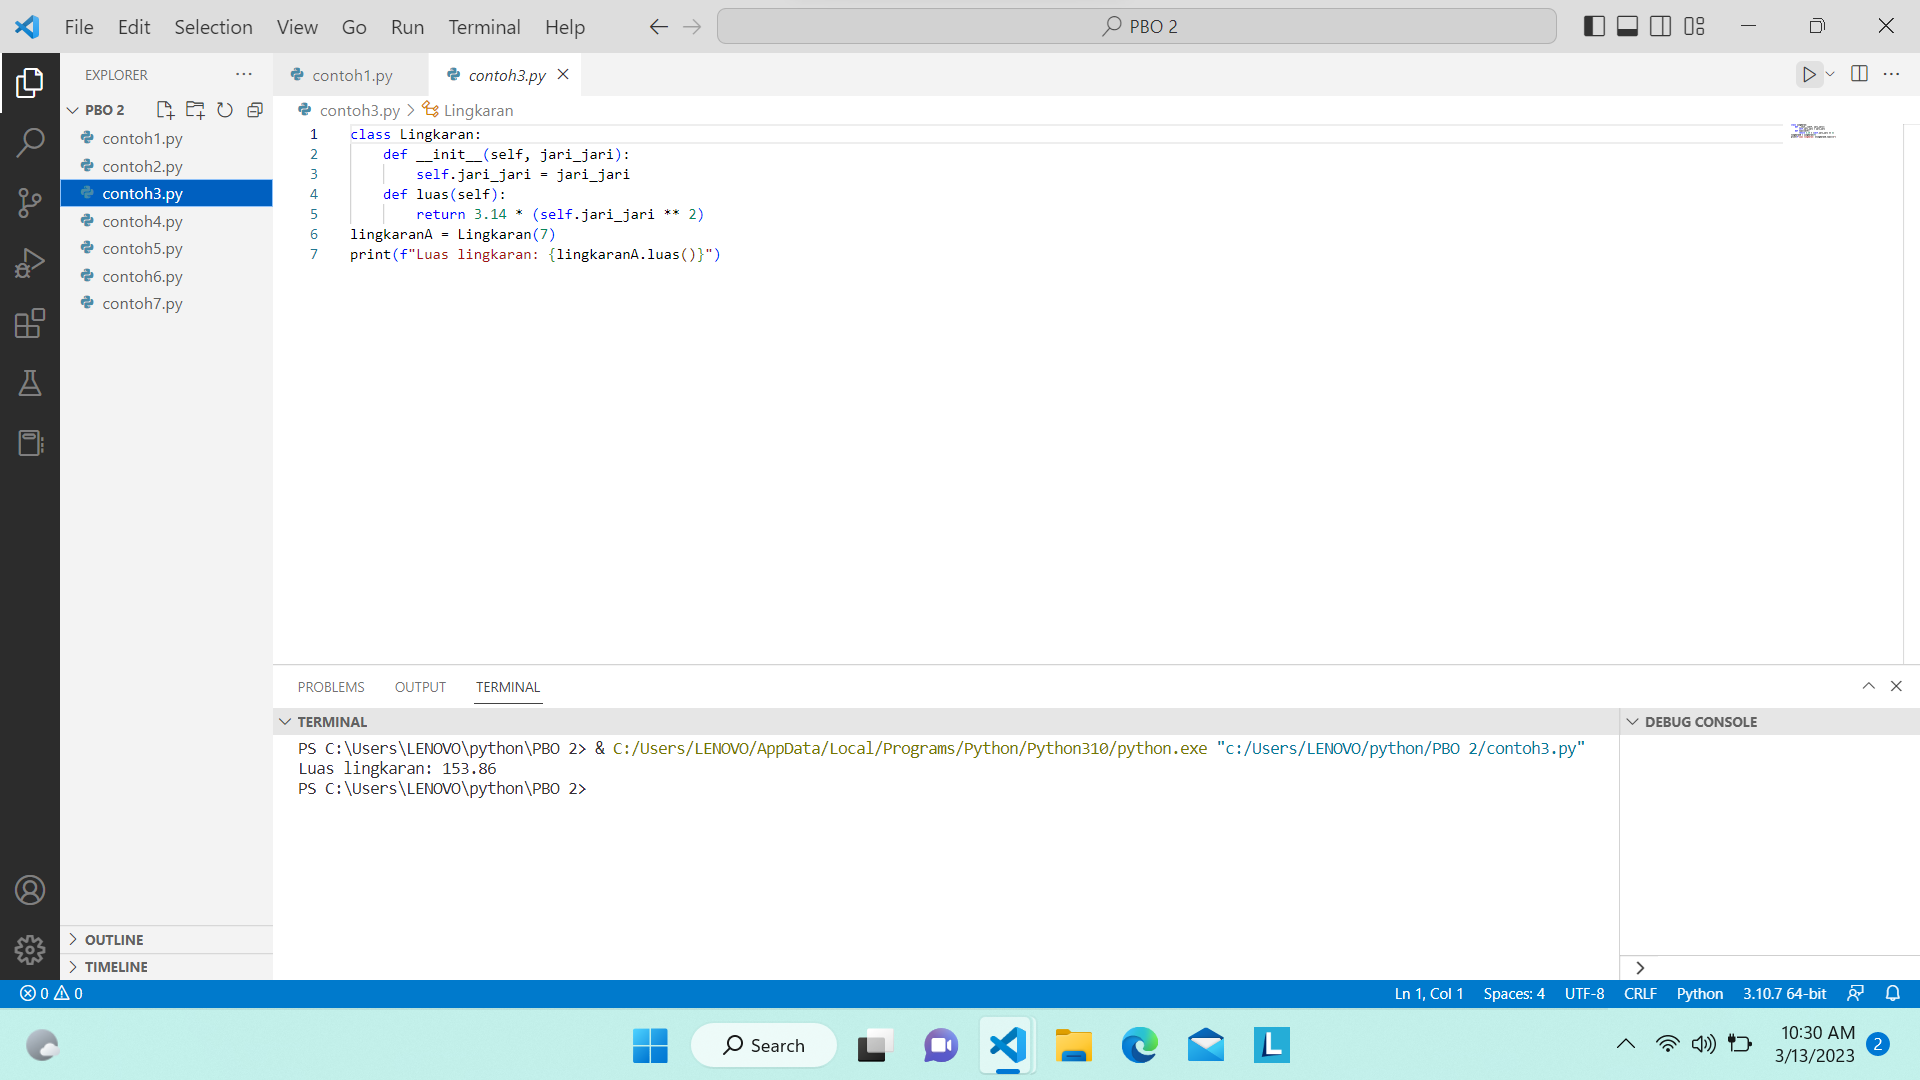 File Edit Selection View Go Run Terminal Help
PBO 2
EXPLORER
PBO 2
contoh1.py
contoh2.py
contoh3.py
contoh4.py
contoh5.py
contoh6.py
contoh7.py
OUTLINE
TIMELINE
contoh1.py contoh3.py
contoh3.py > Lingkaran
1 class Lingkaran:
2 def __init__(self, jari_jari):
3 self.jari_jari = jari_jari
4 def luas(self):
5 return 3.14 * (self.jari_jari ** 2)
6 lingkaranA = Lingkaran(7)
7 print(f"Luas lingkaran: {lingkaranA.luas()}")
PROBLEMS OUTPUT TERMINAL
TERMINAL
PS C:\Users\LENOVO\python\PBO 2> & C:/Users/LENOVO/AppData/Local/Programs/Python/Python310/python.exe "c:/Users/LENOVO/python/PBO 2/contoh3.py"
Luas lingkaran: 153.86
PS C:\Users\LENOVO\python\PBO 2>
DEBUG CONSOLE
0 0
Ln 1, Col 1 Spaces: 4 UTF-8 CRLF Python 3.10.7 64-bit
Search
L
10:30 AM
3/13/2023
2